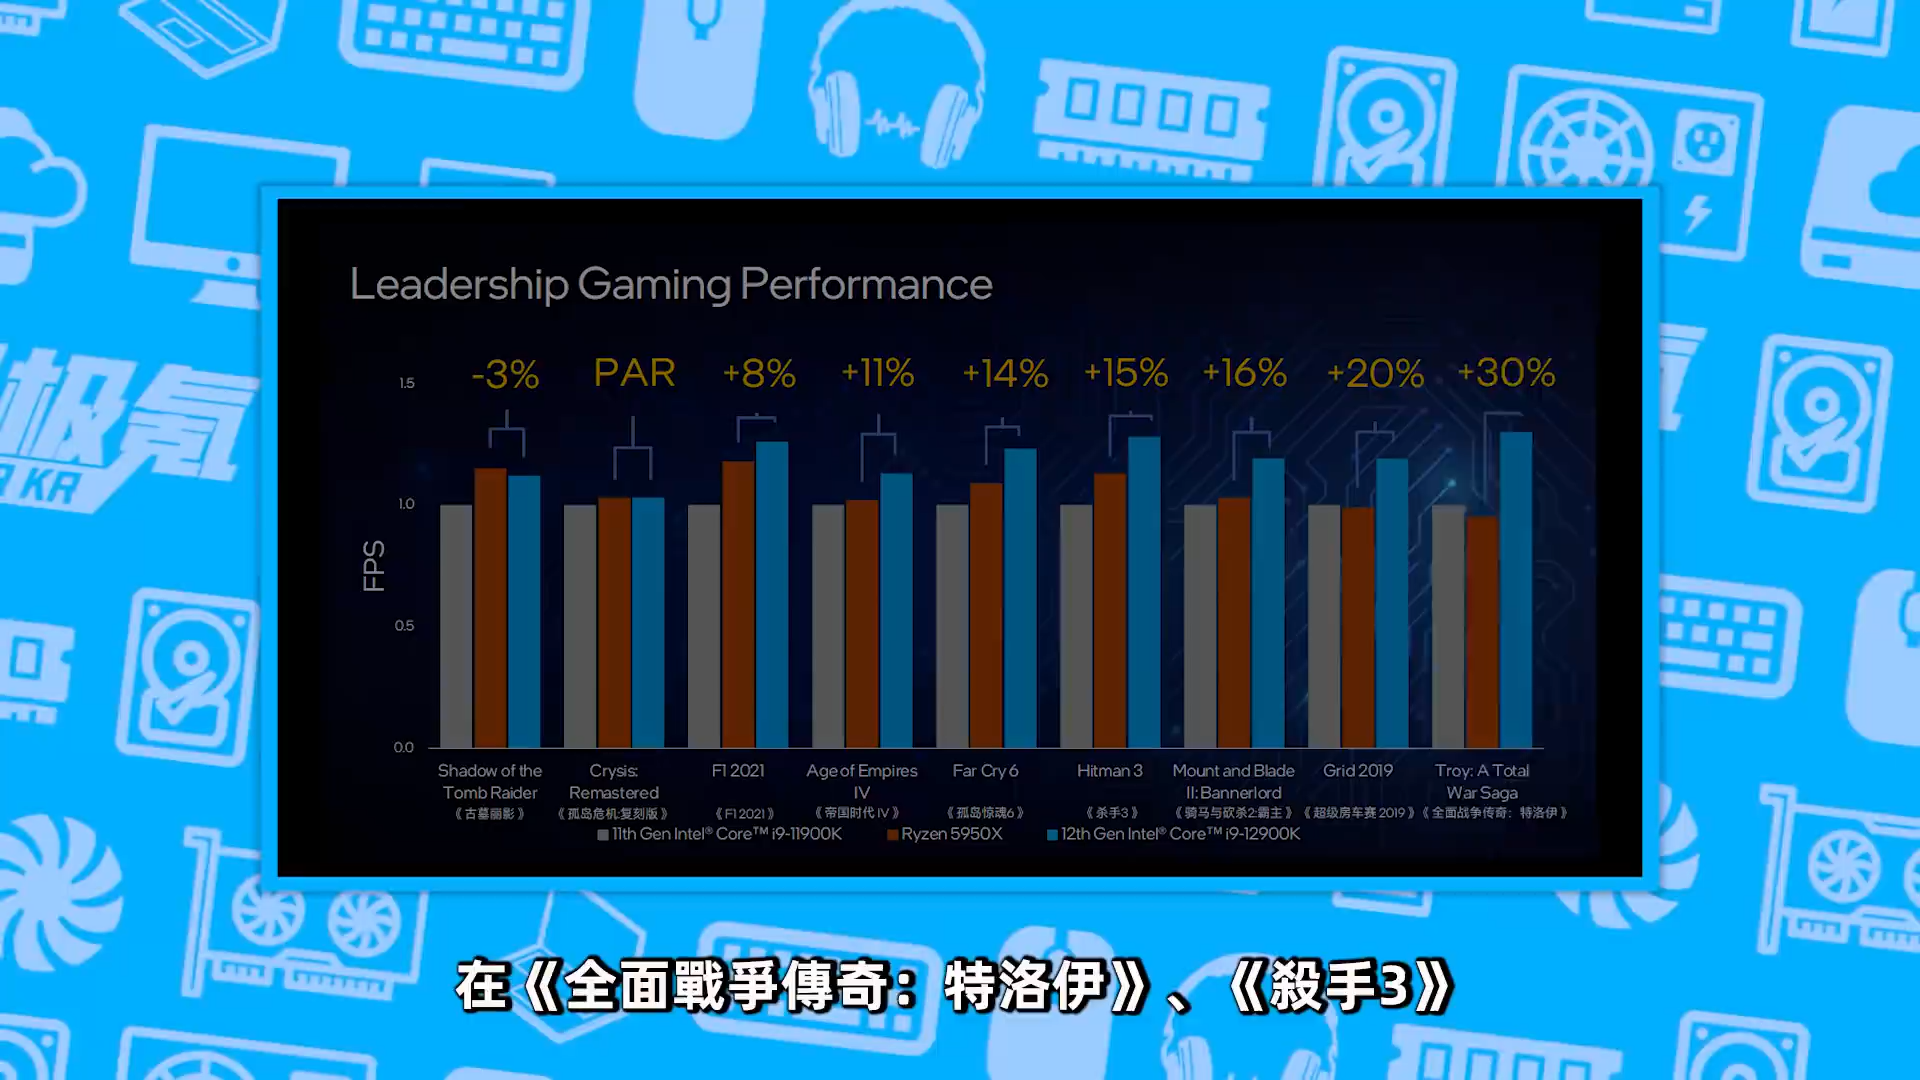 Leadership Gaming Performance
-3% PAR +8% +11% +14% +15% +16% +20% +30%
1.5
1.0
0.5
0.0
FPS
Shadow of the Tomb Raider
《古墓丽影》
Crysis: Remastered
《孤岛危机:复刻版》
F1 2021
《F1 2021》
Age of Empires IV
《帝国时代 IV》
Far Cry 6
《孤岛惊魂6》
Hitman 3
《杀手3》
Mount and Blade II: Bannerlord
《骑马与砍杀2:霸主》
Grid 2019
《超级房车赛 2019》
Troy: A Total War Saga
《全面战争传奇：特洛伊》
11th Gen Intel® Core™ i9-11900K Ryzen 5950X 12th Gen Intel® Core™ i9-12900K
极氪
KR
在《全面戰爭傳奇：特洛伊》、《殺手3》